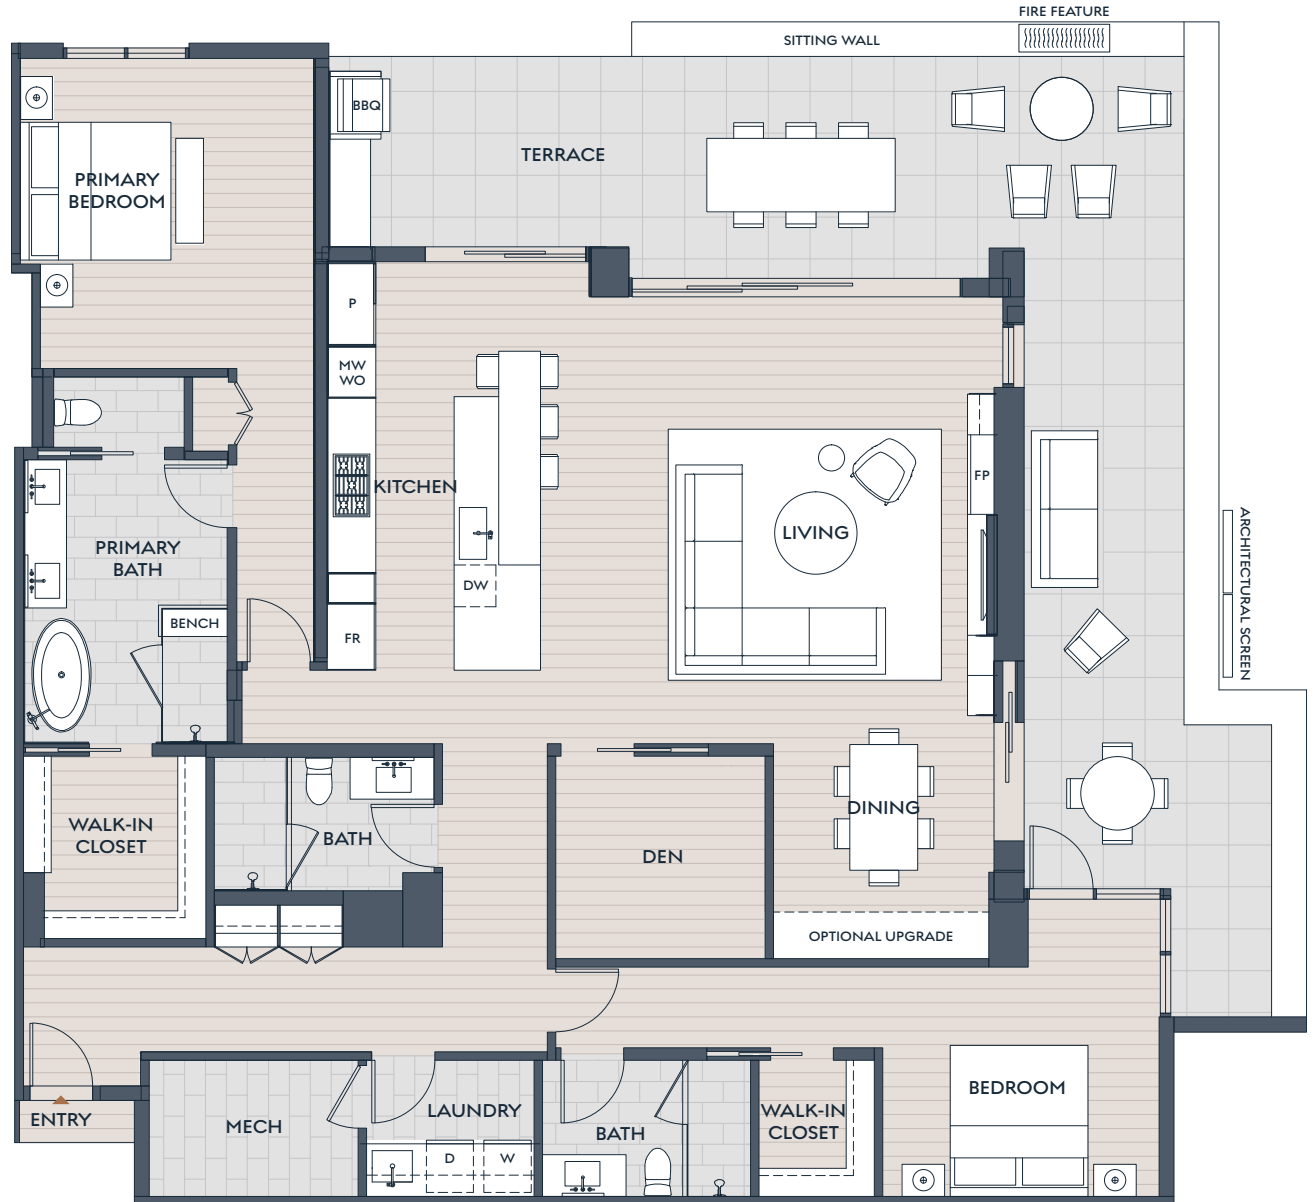 FIRE FEATURE
SITTING WALL
BBQ
TERRACE
PRIMARY
BEDROOM
P
MW
WO
KITCHEN
FP
LIVING
ARCHITECTURAL SCREEN
PRIMARY
BATH
DW
BENCH
FR
DINING
WALK-IN
CLOSET
BATH
DEN
OPTIONAL UPGRADE
BEDROOM
ENTRY
MECH
LAUNDRY
WALK-IN
CLOSET
BATH
D
W